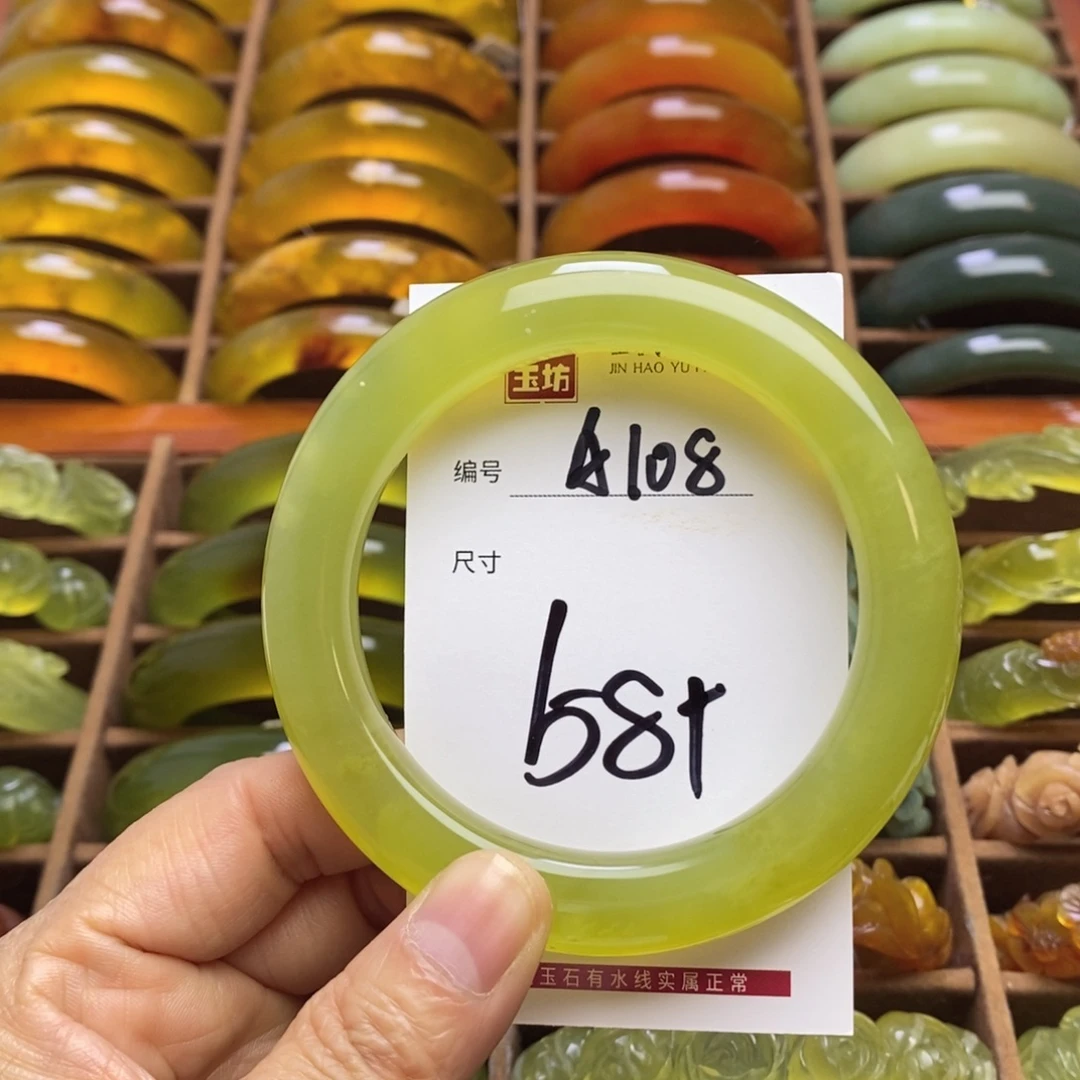 玉坊
JIN HAO YU
编号 A108
尺寸
68+
玉石有水线实属正常